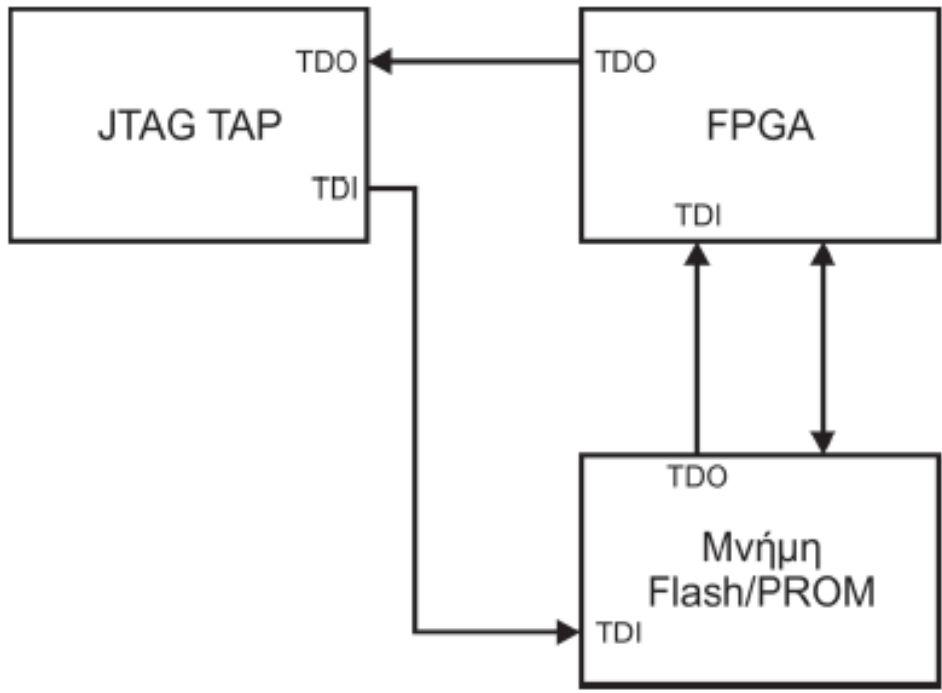 TDO
JTAG TAP
TDI
TDO
FPGA
TDI
TDO
Μνήμη
Flash/PROM
TDI